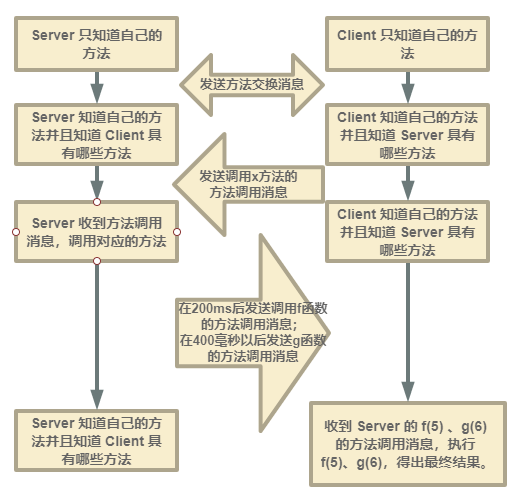 Server 只知道自己的
方法
Client 只知道自己的方
法
发送方法交换消息
Server 知道自己的方
法并且知道 Client 具
有哪些方法
Client 知道自己的方法
并且知道 Server 具有
哪些方法
发送调用x方法的
方法调用消息
Server 收到方法调用
消息，调用对应的方法
Client 知道自己的方法
并且知道 Server 具有
哪些方法
在200ms后发送调用f函数
的方法调用消息；
在400毫秒以后发送g函数
的方法调用消息
Server 知道自己的方
法并且知道 Client 具
有哪些方法
收到 Server 的 f(5) 、g(6)
的方法调用消息，执行
f(5)、g(6)，得出最终结果。